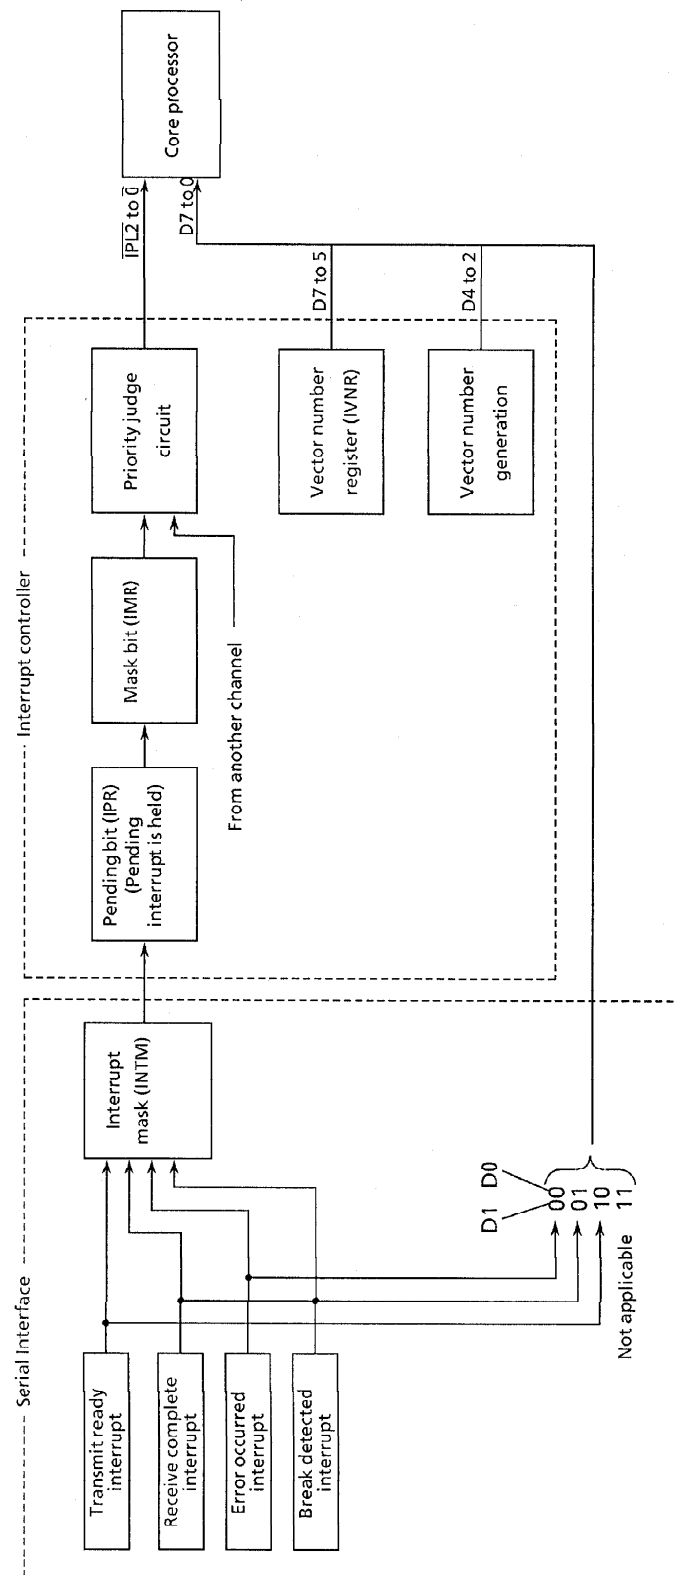 Serial Interface
Transmit ready
interrupt
Receive complete
interrupt
Error occurred
interrupt
Break detected
interrupt
Interrupt
mask (INTM)
D1 D0
00
01
10
11
Not applicable
Interrupt controller
Pending bit (IPR)
(Pending
interrupt is held)
Mask bit (IMR)
From another channel
Priority judge
circuit
Vector number
register (IVNR)
Vector number
generation
IPL2 to 0
D7 to 0
D7 to 5
D4 to 2
Core processor